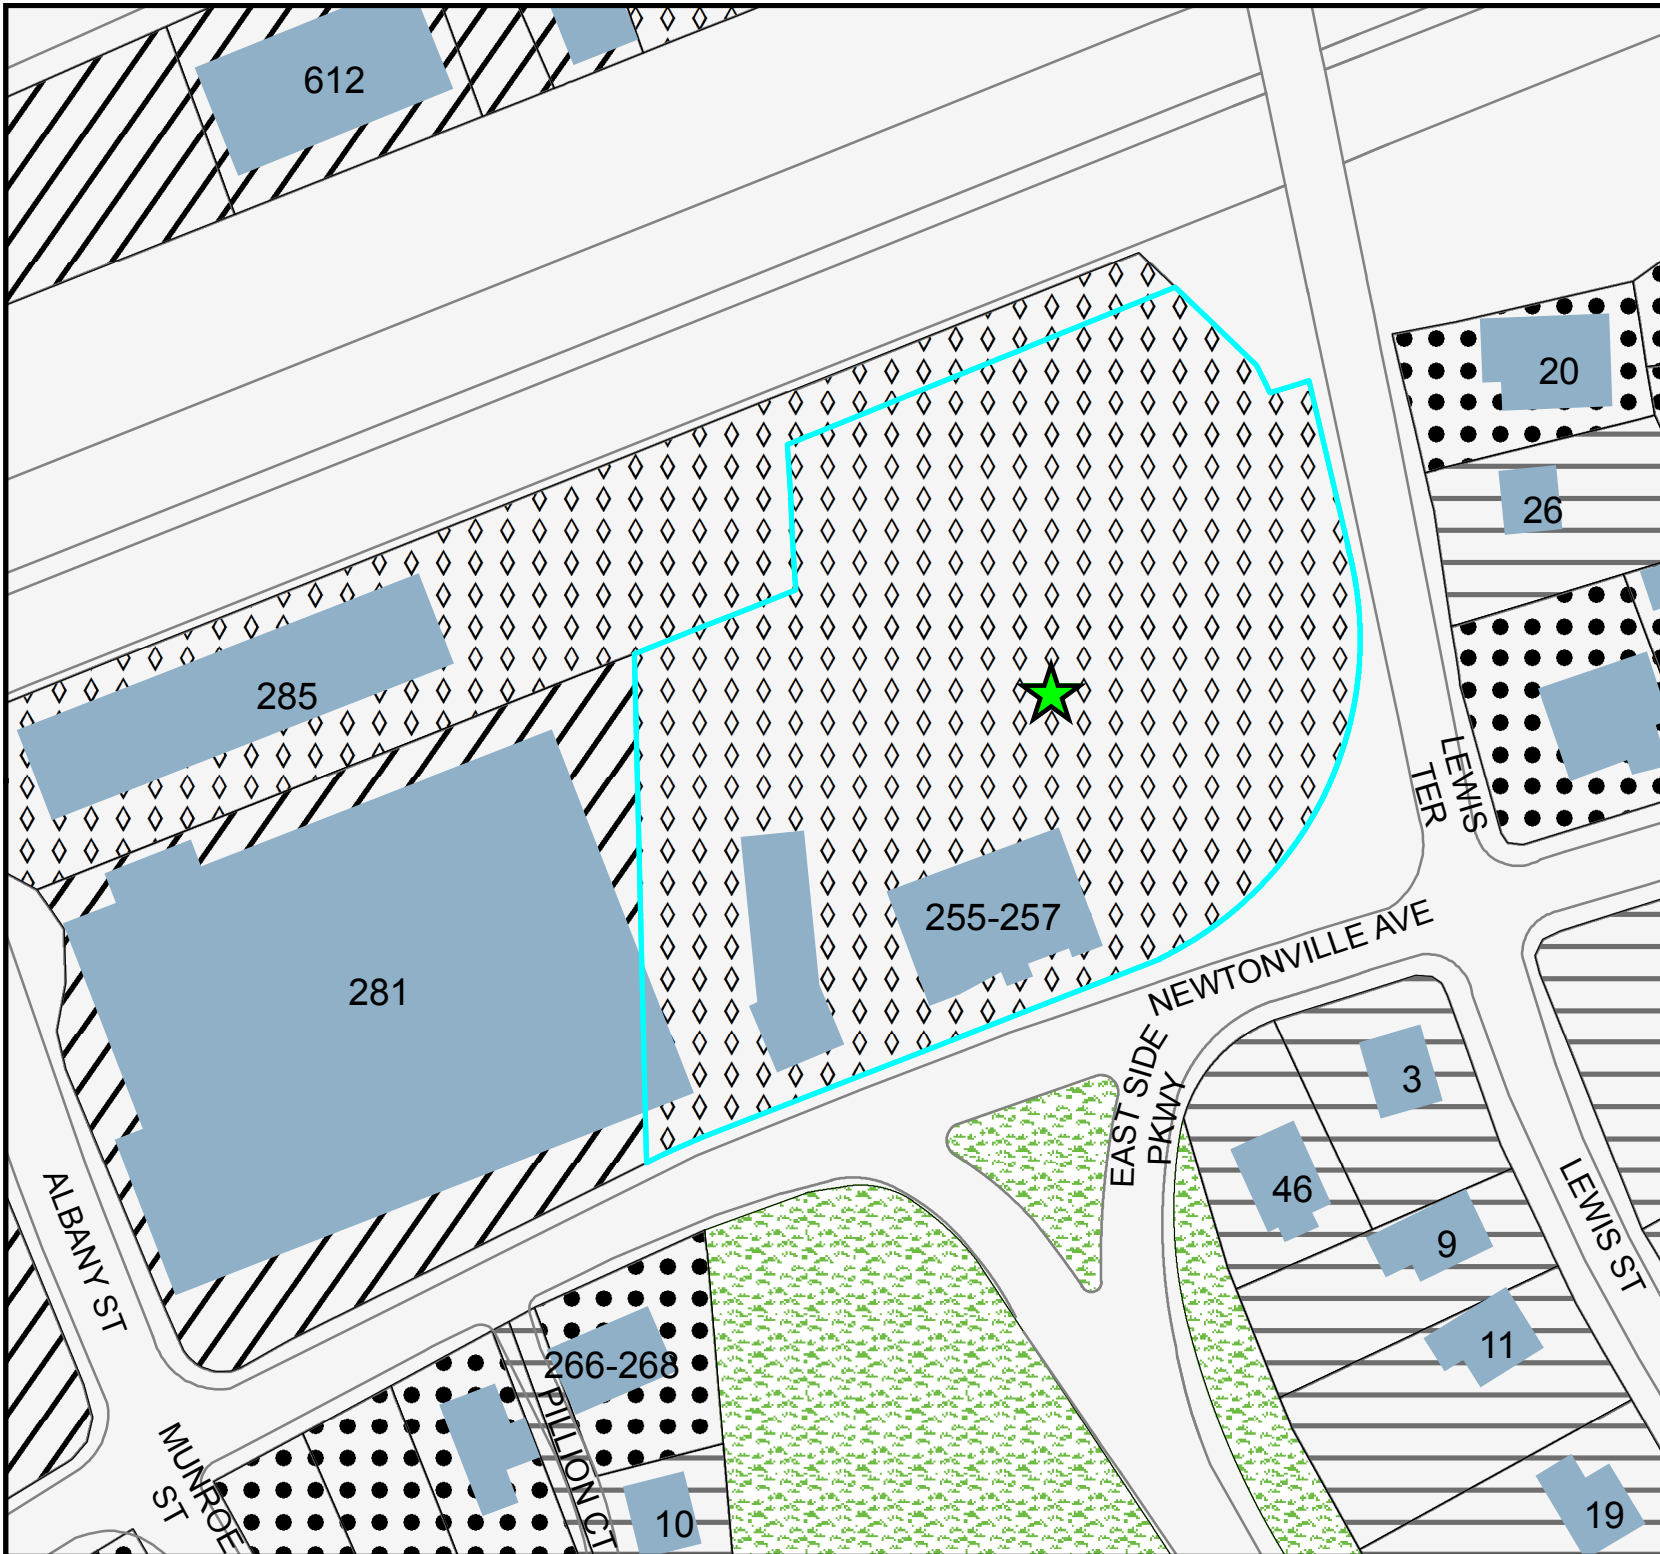 612
20
26
285
LEWIS
TER
255-257
NEWTONVILLE AVE
281
EAST SIDE
PKWY
3
46
LEWIS ST
9
ALBANY ST
11
266-268
PILLION CT
MUNROE
ST
10
19